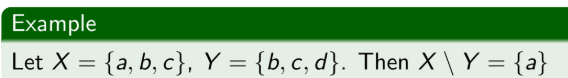 Example
Let X = {a, b, c}, Y = {b, c, d}. Then X \ Y = {a}